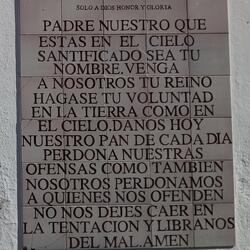 SOLO A DIOS HONOR Y GLORIA
PADRE NUESTRO QUE
ESTAS EN EL CIELO
SANTIFICADO SEA TU
NOMBRE. VENGA
A NOSOTROS TU REINO
HAGASE TU VOLUNTAD
EN LA TIERRA COMO EN
EL CIELO. DANOS HOY
NUESTRO PAN DE CADA DIA
PERDONA NUESTRAS
OFENSAS COMO TAMBIEN
NOSOTROS PERDONAMOS
A QUIENES NOS OFENDEN
NO NOS DEJES CAER EN
LA TENTACION Y LIBRANOS
DEL MAL. AMEN